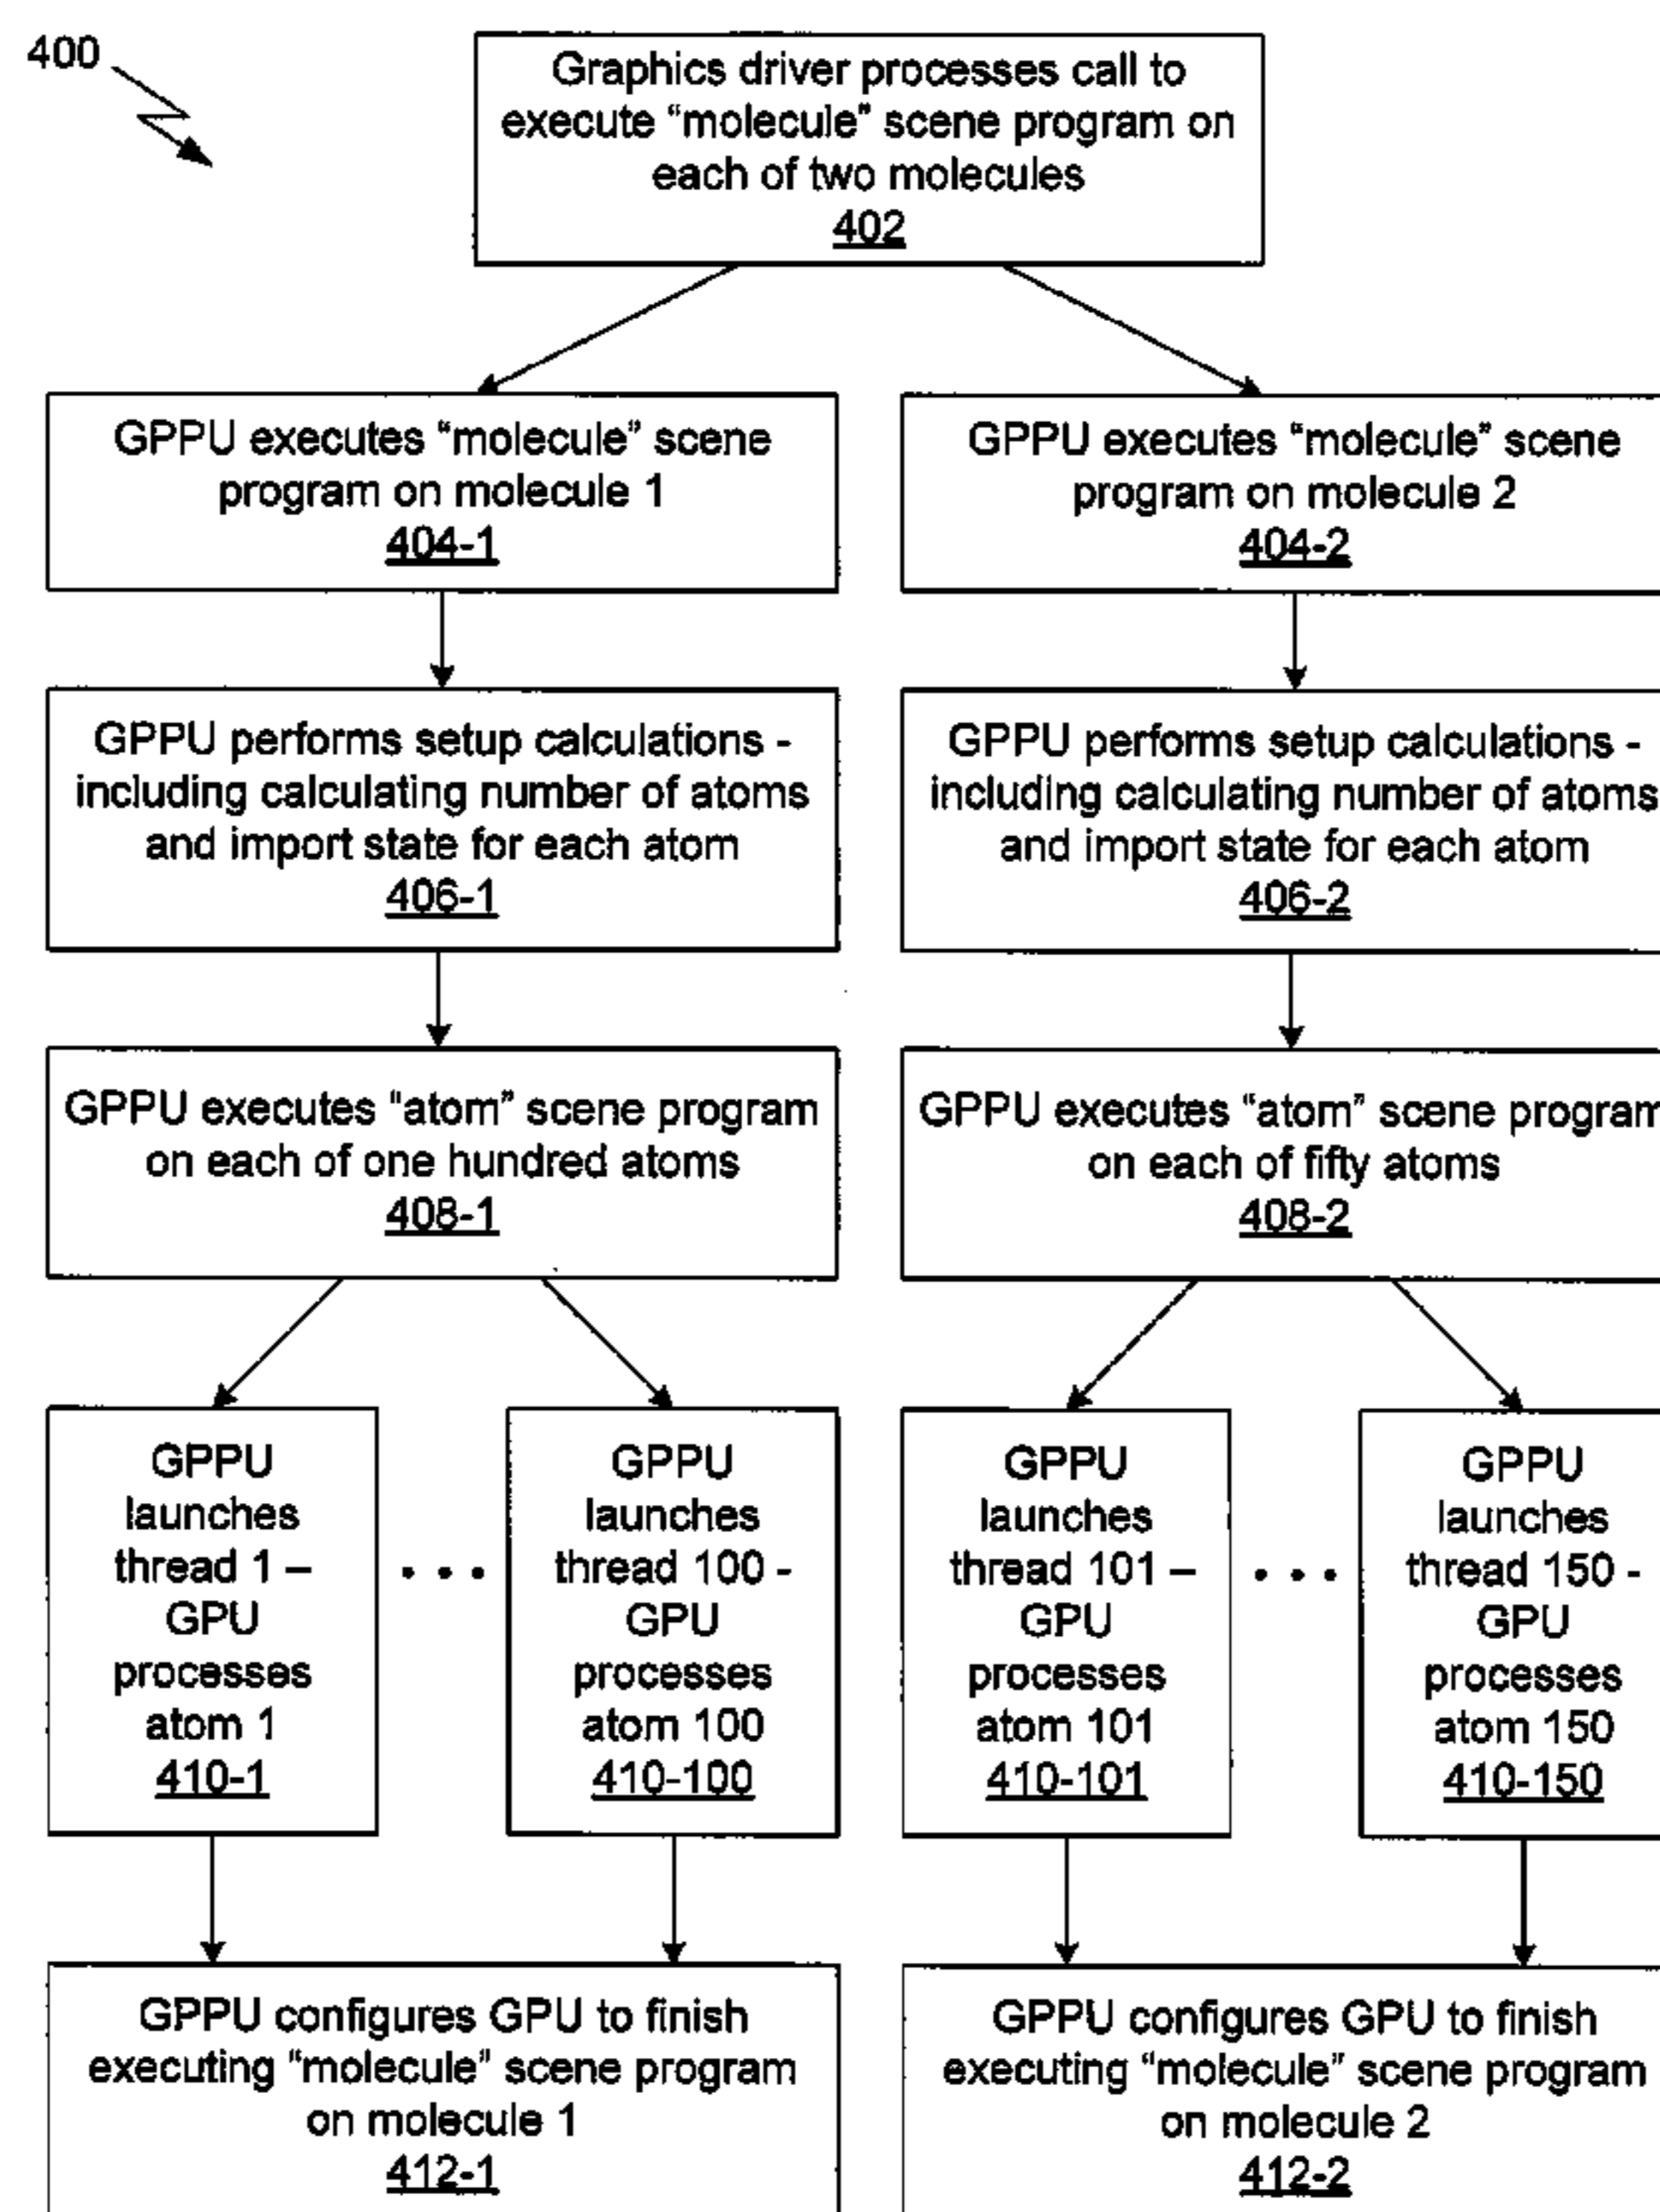 400
Graphics driver processes call to
execute “molecule” scene program on
each of two molecules
402
GPPU executes “molecule” scene
program on molecule 1
404-1
GPPU executes “molecule” scene
program on molecule 2
404-2
GPPU performs setup calculations -
including calculating number of atoms
and import state for each atom
406-1
GPPU performs setup calculations -
including calculating number of atoms
and import state for each atom
406-2
GPPU executes “atom” scene program
on each of one hundred atoms
408-1
GPPU executes “atom” scene program
on each of fifty atoms
408-2
GPPU
launches
thread 1 –
GPU
processes
atom 1
410-1
• • •
GPPU
launches
thread 100 -
GPU
processes
atom 100
410-100
GPPU
launches
thread 101 –
GPU
processes
atom 101
410-101
• • •
GPPU
launches
thread 150 -
GPU
processes
atom 150
410-150
GPPU configures GPU to finish
executing “molecule” scene program
on molecule 1
412-1
GPPU configures GPU to finish
executing “molecule” scene program
on molecule 2
412-2